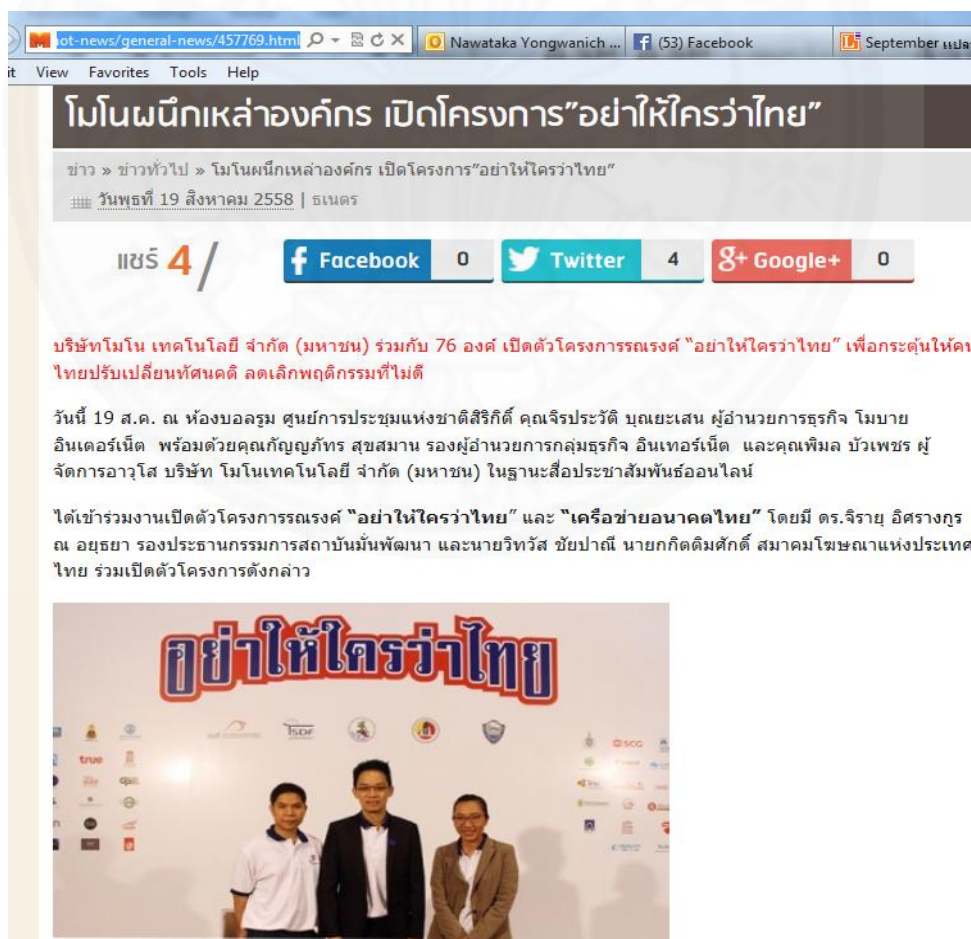 not-news/general-news/457769.html
Nawataka Yongwanich ...
(53) Facebook
September แปล
it View Favorites Tools Help
โมโนผนึกเหล่าองค์กร เปิดโครงการ”อย่าให้ใครว่าไทย”
ข่าว » ข่าวทั่วไป » โมโนผนึกเหล่าองค์กร เปิดโครงการ”อย่าให้ใครว่าไทย”
วันพุธที่ 19 สิงหาคม 2558 | ธเนตร
แชร์ 4 / Facebook 0 Twitter 4 g+ Google+ 0
บริษัทโมโน เทคโนโลยี จำกัด (มหาชน) ร่วมกับ 76 องค์ เปิดตัวโครงการรณรงค์ “อย่าให้ใครว่าไทย” เพื่อกระตุ้นให้คน
ไทยปรับเปลี่ยนทัศนคติ ลดเลิกพฤติกรรมที่ไม่ดี
วันนี้ 19 ส.ค. ณ ห้องบอลรูม ศูนย์การประชุมแห่งชาติสิริกิติ์ คุณจิรประวัติ บุณยะเสน ผู้อำนวยการธุรกิจ โมบาย
อินเตอร์เน็ต พร้อมด้วยคุณกัญญภัทร สุขสมาน รองผู้อำนวยการกลุ่มธุรกิจ อินเทอร์เน็ต และคุณพิมล บัวเพชร ผู้
จัดการอาวุโส บริษัท โมโนเทคโนโลยี จำกัด (มหาชน) ในฐานะสื่อประชาสัมพันธ์ออนไลน์
ได้เข้าร่วมงานเปิดตัวโครงการรณรงค์ “อย่าให้ใครว่าไทย” และ “เครือข่ายอนาคตไทย” โดยมี ดร.จิรายุ อิศรางกูร
ณ อยุธยา รองประธานกรรมการสถาบันมั่นพัฒนา และนายวิทวัส ชัยปาณี นายกกิตติมศักดิ์ สมาคมโฆษณาแห่งประเทศ
ไทย ร่วมเปิดตัวโครงการดังกล่าว
อย่าให้ใครว่าไทย
TSDF
SCG
true